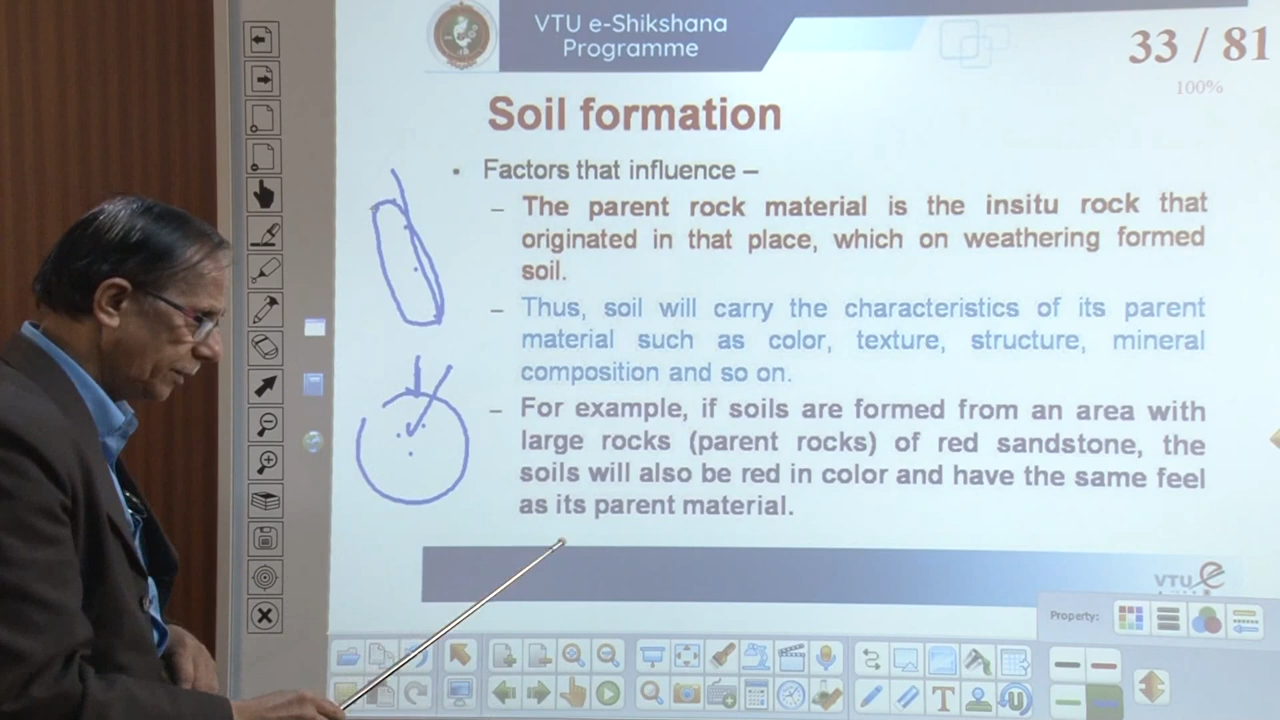 VTU e-Shikshana
Programme
33 / 81
100%
Soil formation
• Factors that influence –
– The parent rock material is the insitu rock that
originated in that place, which on weathering formed
soil.
– Thus, soil will carry the characteristics of its parent
material such as color, texture, structure, mineral
composition and so on.
– For example, if soils are formed from an area with
large rocks (parent rocks) of red sandstone, the
soils will also be red in color and have the same feel
as its parent material.
VTU e
Property: